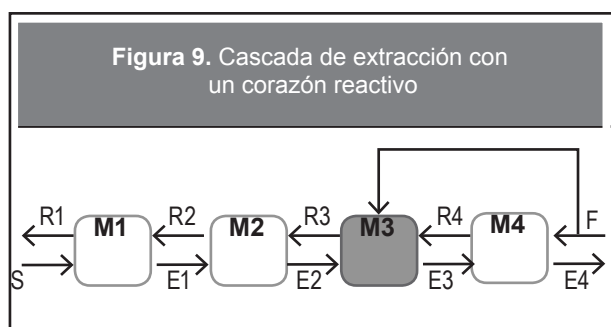 Figura 9. Cascada de extracción con
un corazón reactivo
R1 M1 R2 M2 R3 M3 R4 M4 F
S E1 E2 E3 E4